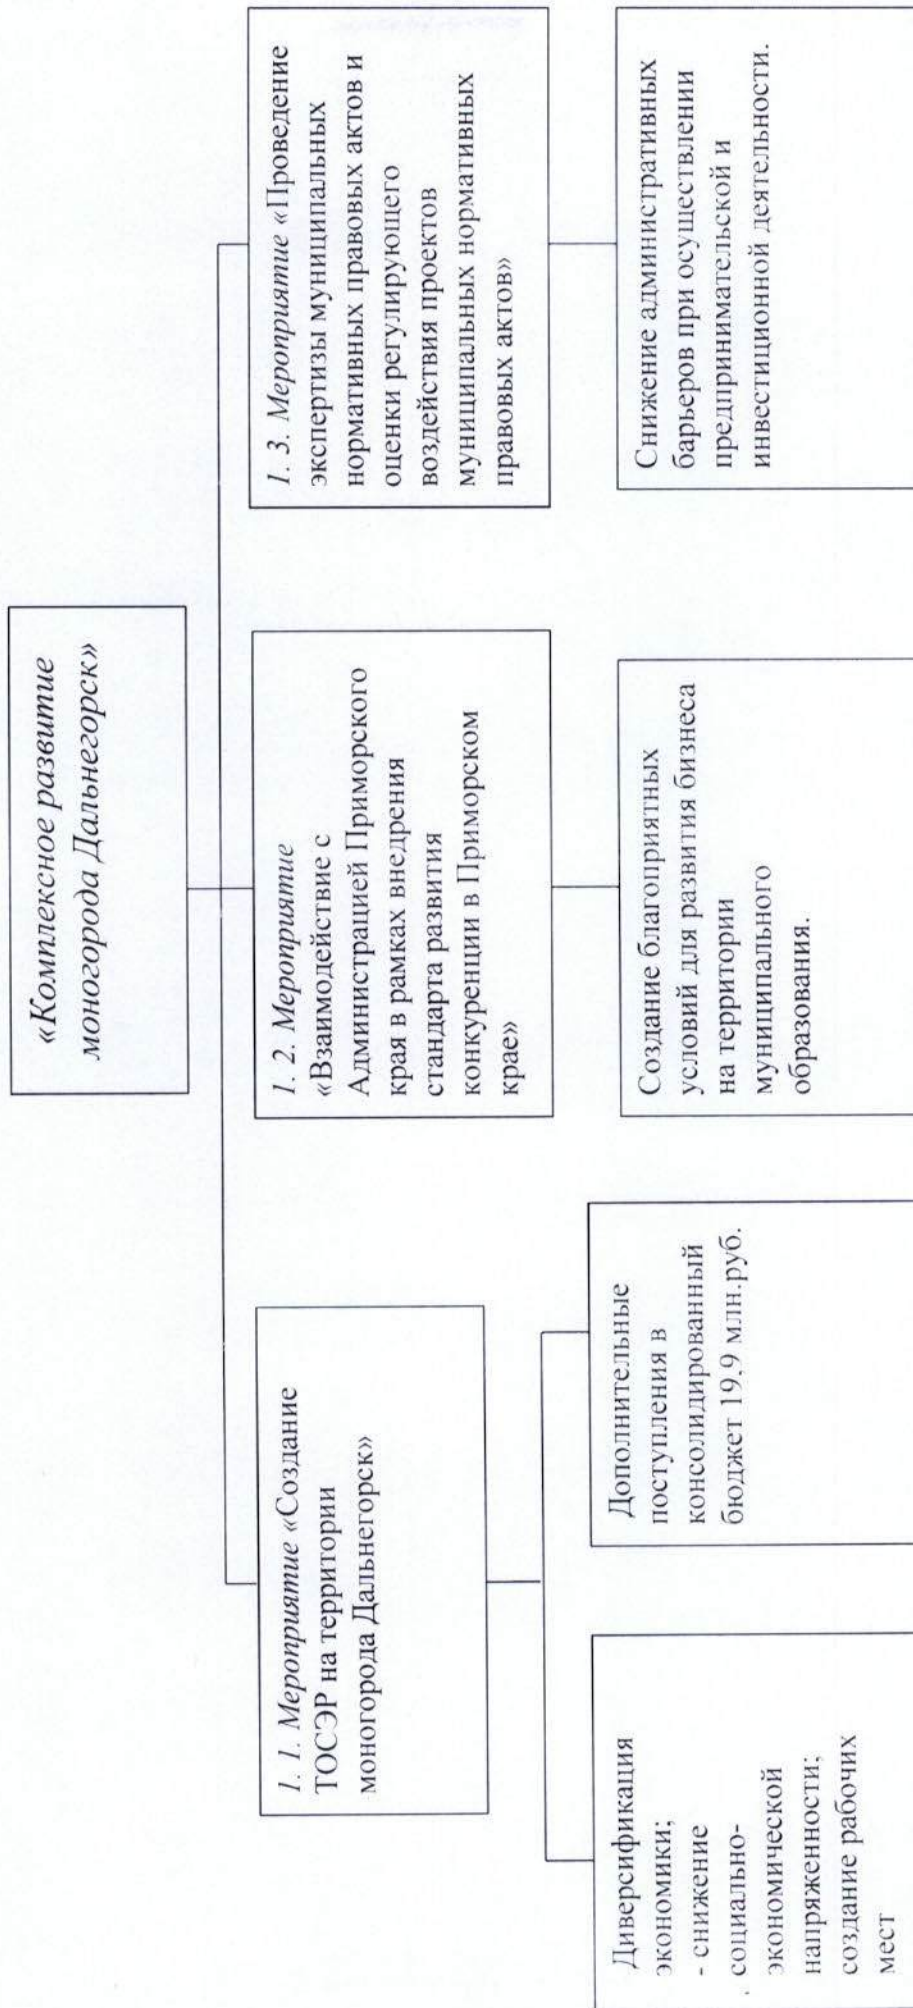 «Комплексное развитие
моногорода Дальнегорск»
1. 1. Мероприятие «Создание
ТОСЭР на территории
моногорода Дальнегорск»
1. 2. Мероприятие
«Взаимодействие с
Администрацией Приморского
края в рамках внедрения
стандарта развития
конкуренции в Приморском
крае»
1. 3. Мероприятие «Проведение
экспертизы муниципальных
нормативных правовых актов и
оценки регулирующего
воздействия проектов
муниципальных нормативных
правовых актов»
Диверсификация
экономики;
- снижение
социально-
экономической
напряженности;
создание рабочих
мест
Дополнительные
поступления в
консолидированный
бюджет 19,9 млн.руб.
Создание благоприятных
условий для развития бизнеса
на территории
муниципального
образования.
Снижение административных
барьеров при осуществлении
предпринимательской и
инвестиционной деятельности.